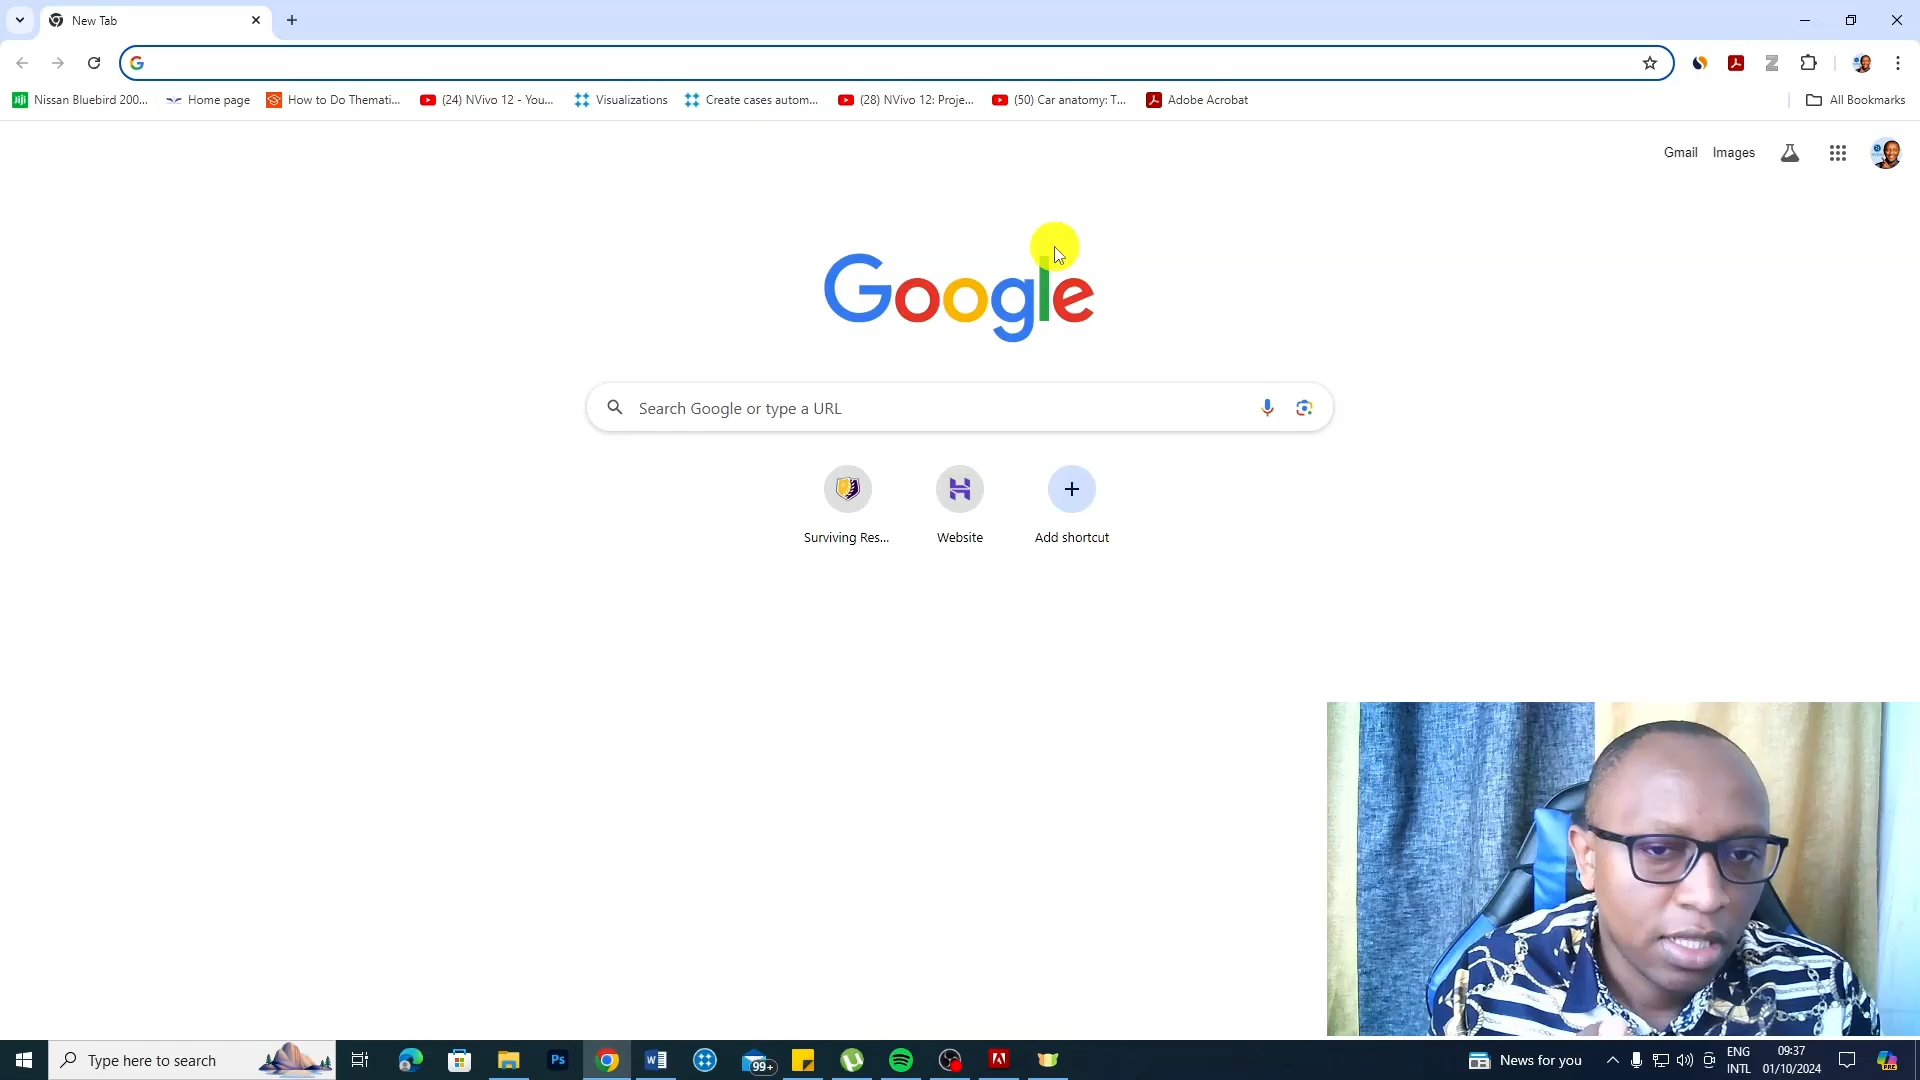 New Tab
Nissan Bluebird 200...
Home page
How to Do Themati...
(24) NVivo 12 - You...
Visualizations
Create cases autom...
(28) NVivo 12: Proje...
(50) Car anatomy: T...
Adobe Acrobat
All Bookmarks
Gmail
Images
Google
Search Google or type a URL
Surviving Res...
Website
Add shortcut
Type here to search
Ps
99+
News for you
ENG
INTL
09:37
01/10/2024
PRE